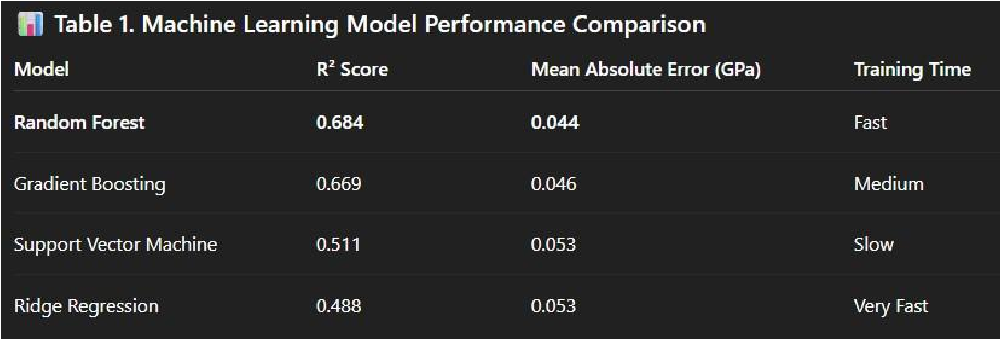 Table 1. Machine Learning Model Performance Comparison
Model R² Score Mean Absolute Error (GPa) Training Time
Random Forest 0.684 0.044 Fast
Gradient Boosting 0.669 0.046 Medium
Support Vector Machine 0.511 0.053 Slow
Ridge Regression 0.488 0.053 Very Fast